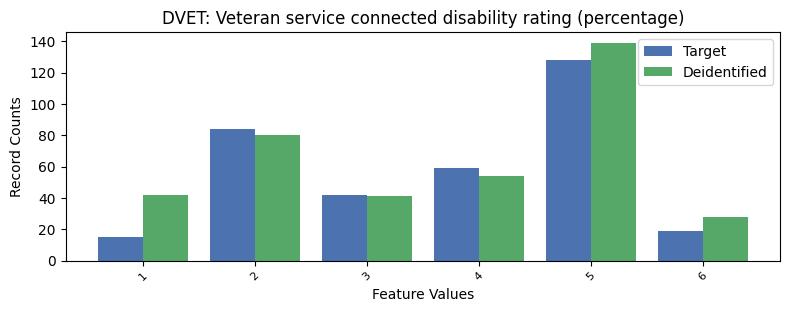 DVET: Veteran service connected disability rating (percentage)
Target
Deidentified
140
120
100
80
60
40
20
0
Record Counts
1 2 3 4 5 6
Feature Values